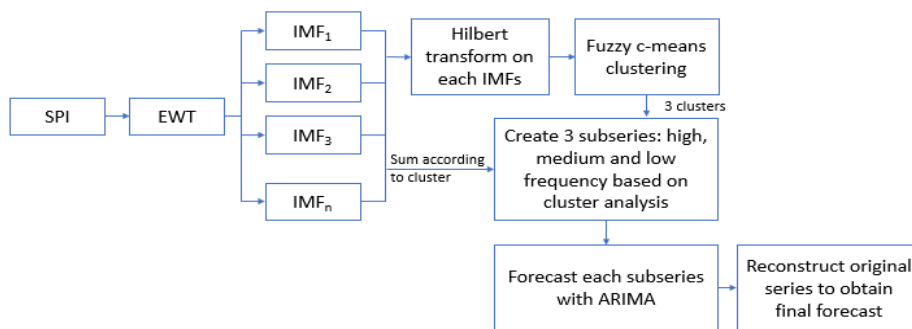 SPI
EWT
IMF1
IMF2
IMF3
IMFn
Hilbert
transform on
each IMFs
Fuzzy c-means
clustering
3 clusters
Sum according
to cluster
Create 3 subseries: high,
medium and low
frequency based on
cluster analysis
Forecast each subseries
with ARIMA
Reconstruct original
series to obtain
final forecast